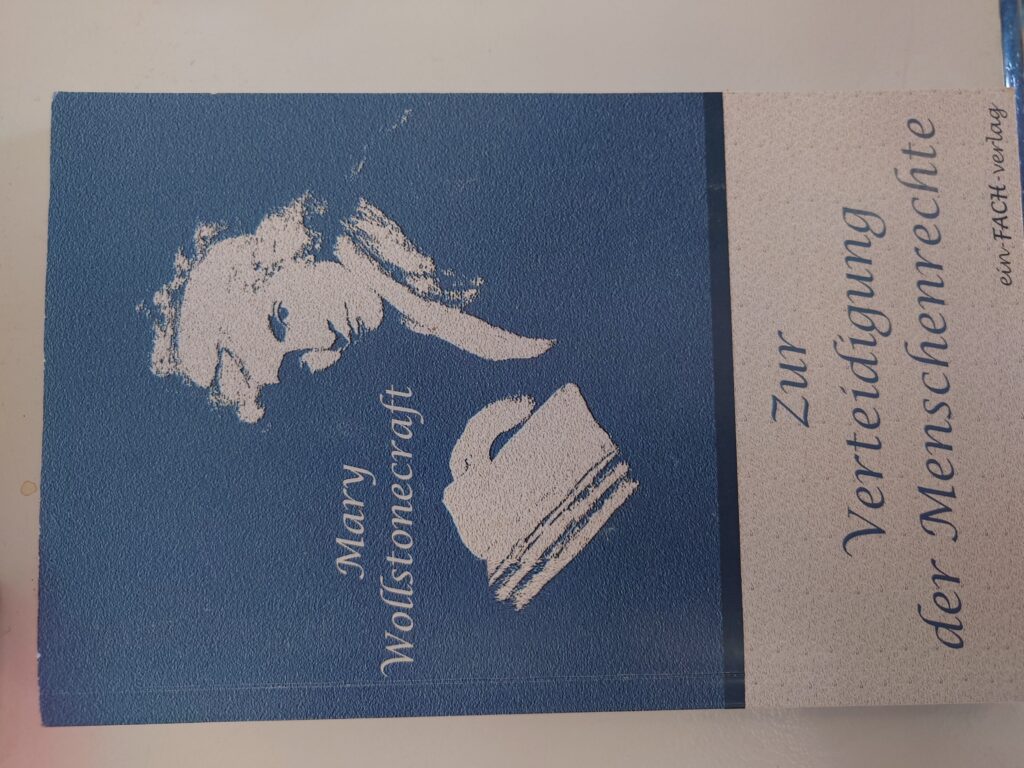 Mary
Wollstonecraft
Zur
Verteidigung
der Menschenrechte
ein-FACH-verlag